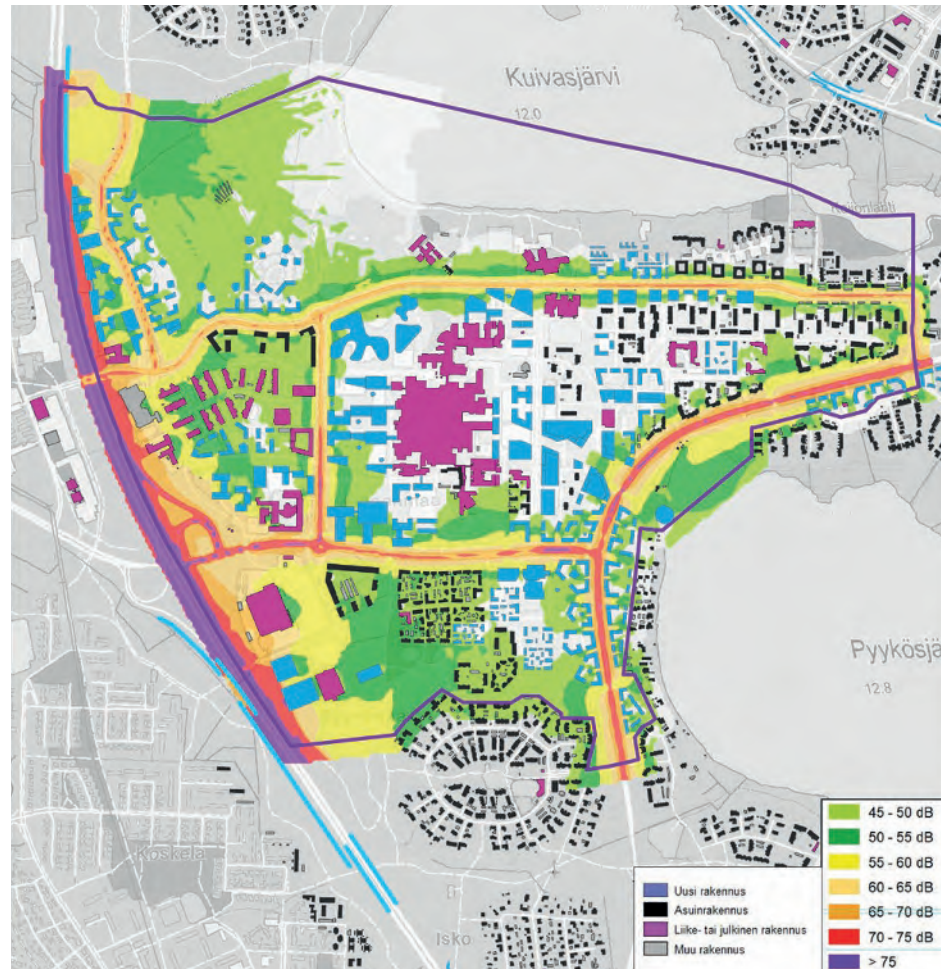 Kuivasjärvi
12.0
Pyykösjä
12.8
Koskela
Isko
Uusi rakennus
Asuinrakennus
Liike- tai julkinen rakennus
Muu rakennus
45 - 50 dB
50 - 55 dB
55 - 60 dB
60 - 65 dB
65 - 70 dB
70 - 75 dB
> 75